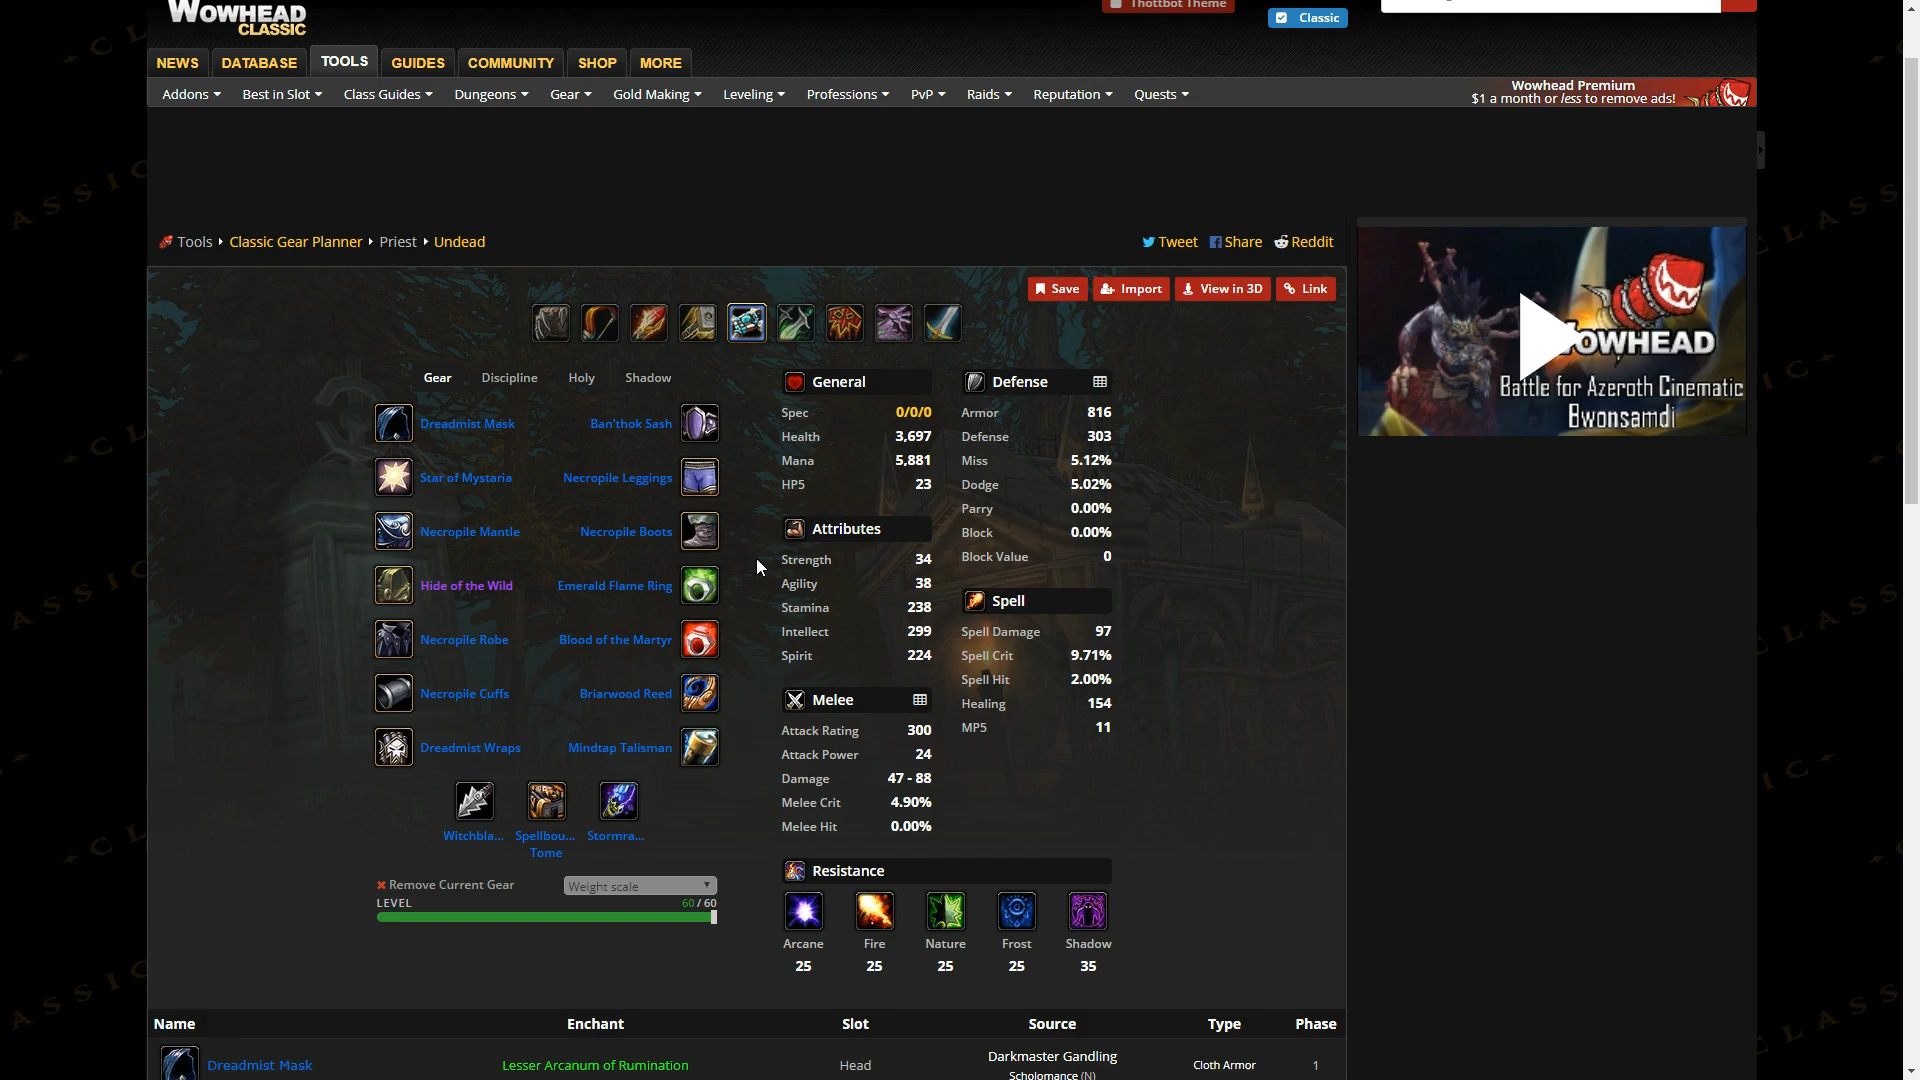 Thottbot Theme
WOWHEAD
CLASSIC
Classic
NEWS DATABASE TOOLS GUIDES COMMUNITY SHOP MORE
Addons Best in Slot Class Guides Dungeons Gear Gold Making Leveling Professions PvP Raids Reputation Quests
Wowhead Premium
$1 a month or less to remove ads!
Tools Classic Gear Planner Priest Undead
Tweet Share Reddit
Save Import View in 3D Link
WOWHEAD
Battle for Azeroth Cinematic
Bwonsamdi
Gear Discipline Holy Shadow
Dreadmist Mask Ban'thok Sash
Star of Mystaria Necropile Leggings
Necropile Mantle Necropile Boots
Hide of the Wild Emerald Flame Ring
Necropile Robe Blood of the Martyr
Necropile Cuffs Briarwood Reed
Dreadmist Wraps Mindtap Talisman
Witchbla... Spellbou... Stormra...
Tome
Remove Current Gear Weight scale
LEVEL 60 / 60
General
Spec 0/0/0
Health 3,697
Mana 5,881
HP5 23
Attributes
Strength 34
Agility 38
Stamina 238
Intellect 299
Spirit 224
Melee
Attack Rating 300
Attack Power 24
Damage 47 - 88
Melee Crit 4.90%
Melee Hit 0.00%
Defense
Armor 816
Defense 303
Miss 5.12%
Dodge 5.02%
Parry 0.00%
Block 0.00%
Block Value 0
Spell
Spell Damage 97
Spell Crit 9.71%
Spell Hit 2.00%
Healing 154
MP5 11
Resistance
Arcane Fire Nature Frost Shadow
25 25 25 25 35
Name Enchant Slot Source Type Phase
Dreadmist Mask Lesser Arcanum of Rumination Head Darkmaster Gandling Cloth Armor 1
Scholomance (N)